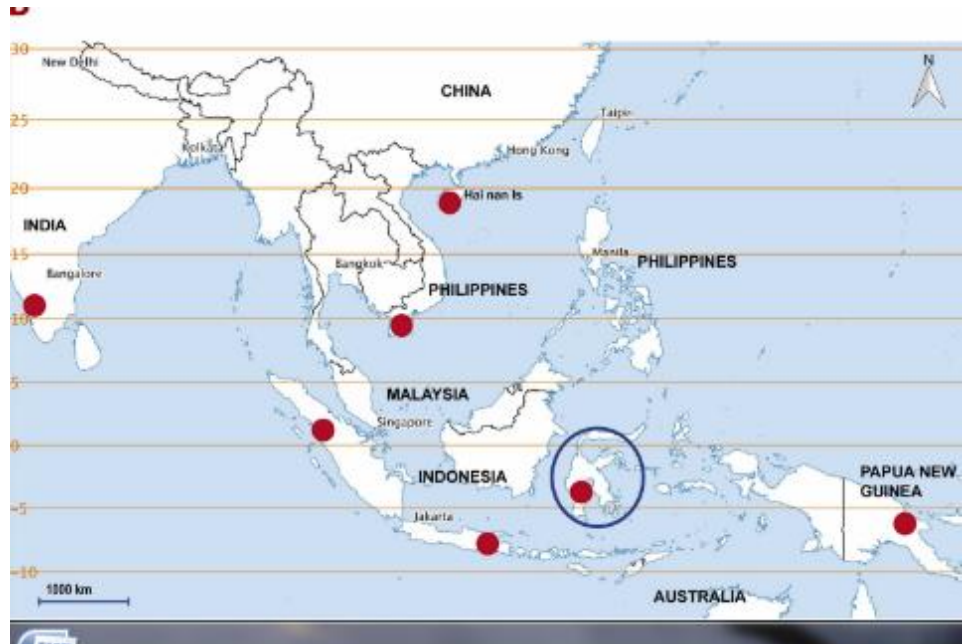 30
N
New Delhi
CHINA
25
Taipe
Kolkata
Hong Kong
20
Hai nan Is
INDIA
15
Manila
Bangkok
PHILIPPINES
Bangalore
PHILIPPINES
10
5
MALAYSIA
Singapore
0
INDONESIA
PAPUA NEW
GUINEA
-5
Jakarta
-10
1000 km
AUSTRALIA